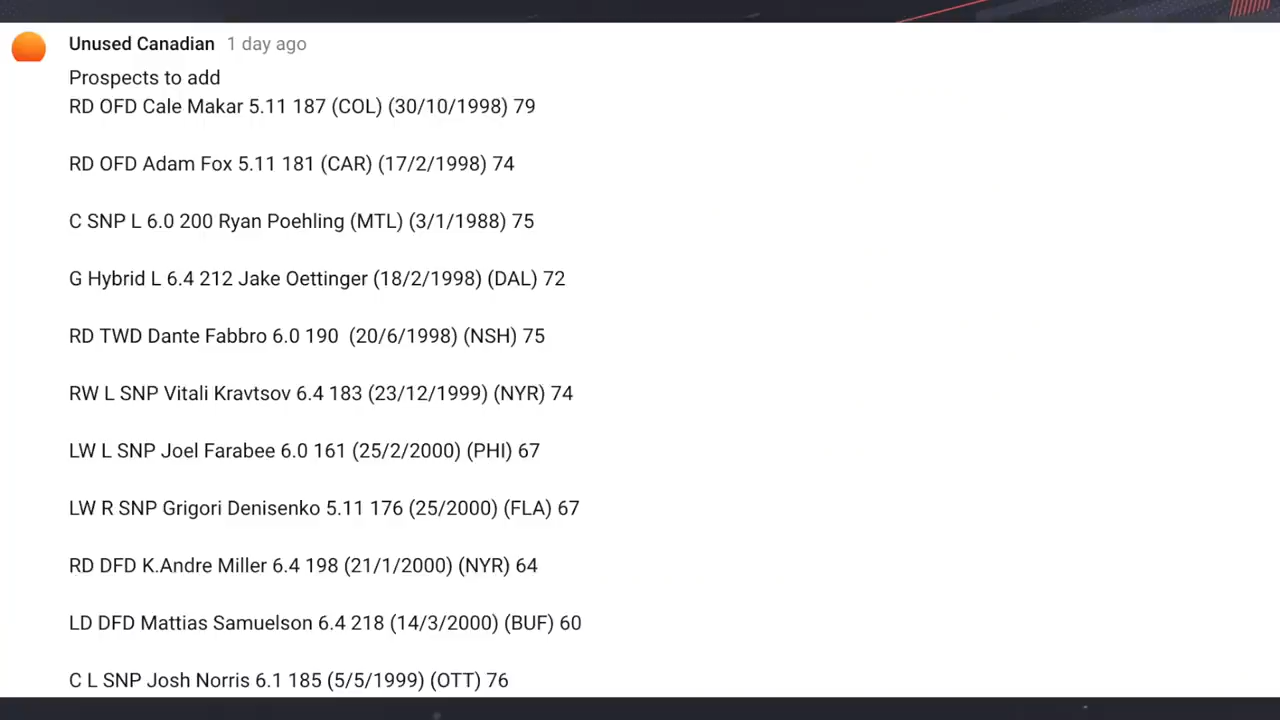 Unused Canadian 1 day ago
Prospects to add
RD OFD Cale Makar 5.11 187 (COL) (30/10/1998) 79
RD OFD Adam Fox 5.11 181 (CAR) (17/2/1998) 74
C SNP L 6.0 200 Ryan Poehling (MTL) (3/1/1988) 75
G Hybrid L 6.4 212 Jake Oettinger (18/2/1998) (DAL) 72
RD TWD Dante Fabbro 6.0 190 (20/6/1998) (NSH) 75
RW L SNP Vitali Kravtsov 6.4 183 (23/12/1999) (NYR) 74
LW L SNP Joel Farabee 6.0 161 (25/2/2000) (PHI) 67
LW R SNP Grigori Denisenko 5.11 176 (25/2000) (FLA) 67
RD DFD K.Andre Miller 6.4 198 (21/1/2000) (NYR) 64
LD DFD Mattias Samuelson 6.4 218 (14/3/2000) (BUF) 60
C L SNP Josh Norris 6.1 185 (5/5/1999) (OTT) 76